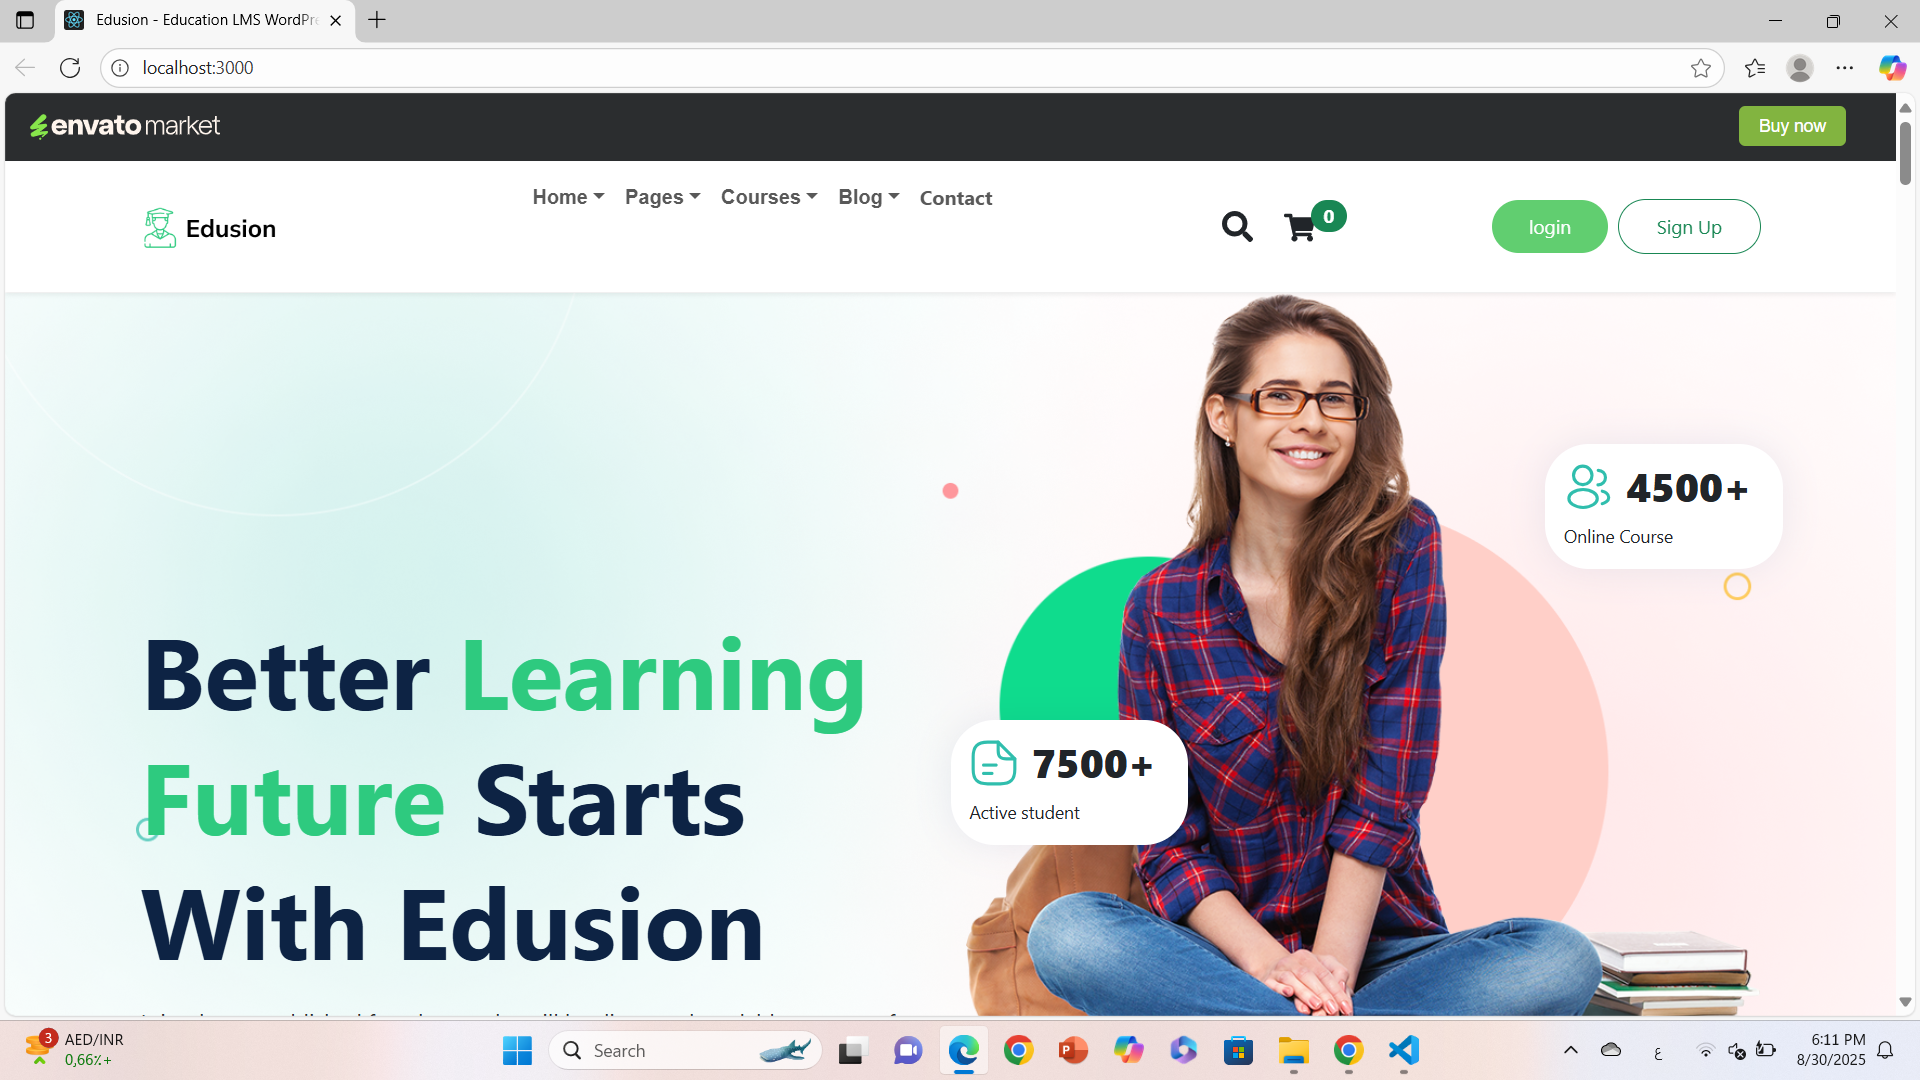 Edusion - Education LMS WordPre
localhost:3000
envato market
Buy now
Edusion
Home
Pages
Courses
Blog
Contact
0
login
Sign Up
4500+
Online Course
7500+
Active student
Better Learning
Future Starts
With Edusion
3
AED/INR
0,66٪+
Search
ع
6:11 PM
8/30/2025